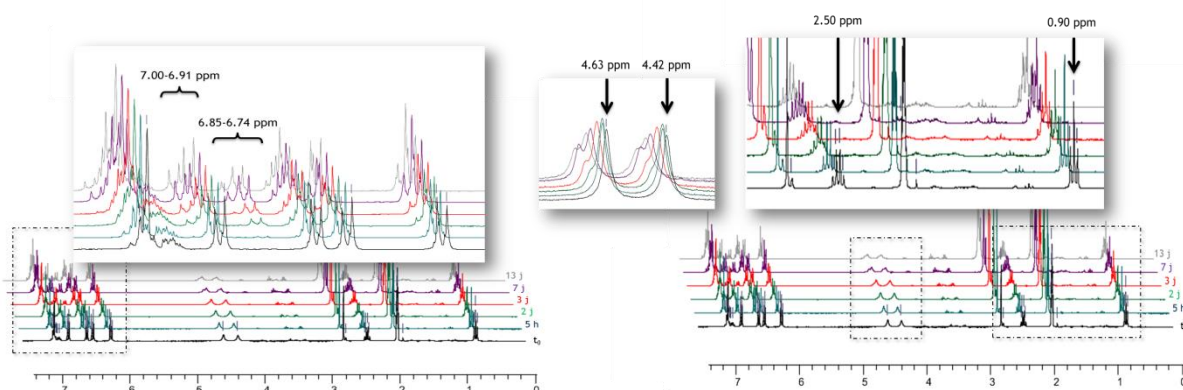 2.50 ppm
0.90 ppm
7.00-6.91 ppm
6.85-6.74 ppm
4.63 ppm
4.42 ppm
13 j
7 j
3 j
2 j
5 h
t₀
7 6 5 4 3 2 1 0
13 j
7 j
3 j
2 j
5 h
t
7 6 5 4 3 2 1 0